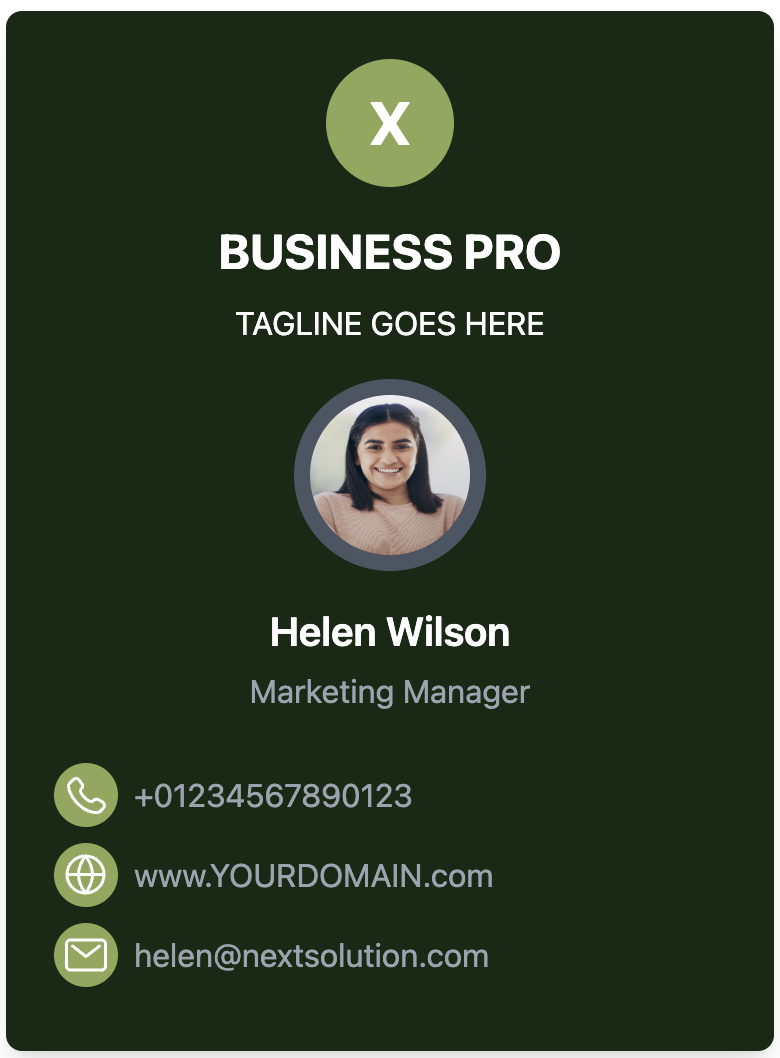 X
BUSINESS PRO
TAGLINE GOES HERE
Helen Wilson
Marketing Manager
+01234567890123
www.YOURDOMAIN.com
helen@nextsolution.com